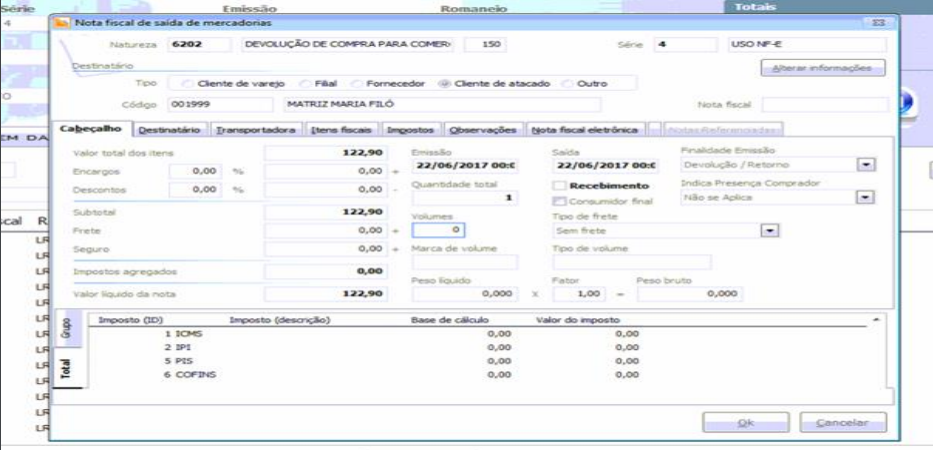 Série Emissão Romaneio Totais
4
Nota fiscal de saída de mercadorias
Natureza 6202 DEVOLUÇÃO DE COMPRA PARA COMER 150 Série 4 USO NF-E
Destinatário
Alterar informações
Tipo Cliente de varejo Filial Fornecedor Cliente de atacado Outro
Código 001999 MATRIZ MARIA FILÓ Nota fiscal
Cabeçalho Destinatário Transportadora Itens fiscais Impostos Observações Nota fiscal eletrônica Notas Referenciadas
EM DA
Valor total dos itens 122,90 Emissão Saída Finalidade Emissão
22/06/2017 00:0 22/06/2017 00:0 Devolução / Retorno
Encargos 0,00 % 0,00 +
Descontos 0,00 % 0,00 - Quantidade total Recebimento Indica Presença Comprador
1 Consumidor final Não se Aplica
Subtotal 122,90 Volumes Tipo de frete
Frete 0,00 + 0 Sem frete
Seguro 0,00 + Marca de volume Tipo de volume
Impostos agregados 0,00
Peso líquido Fator Peso bruto
Valor líquido da nota 122,90 0,000 x 1,00 = 0,000
scal R
LR
LR
LR
LR
LR
LR
LR
LR
LR
LR
LR
LR
LR
Grupo
Total
Imposto (ID) Imposto (descrição) Base de cálculo Valor do imposto
1 ICMS 0,00 0,00
2 IPI 0,00 0,00
5 PIS 0,00 0,00
6 COFINS 0,00 0,00
Ok Cancelar